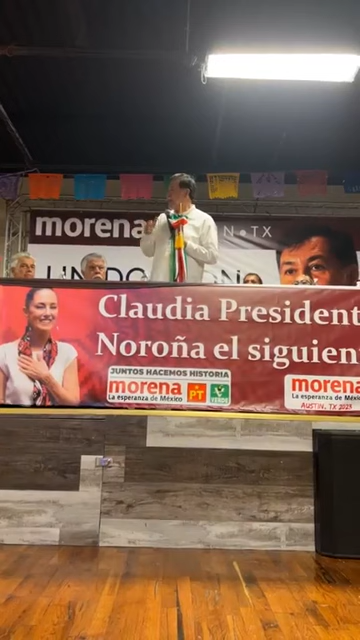 morena
N • TX
Claudia President
Noroña el siguien
JUNTOS HACEMOS HISTORIA
morena
La esperanza de México
PT
VERDE
morena
La esperanza de México
AUSTIN, TX 2023